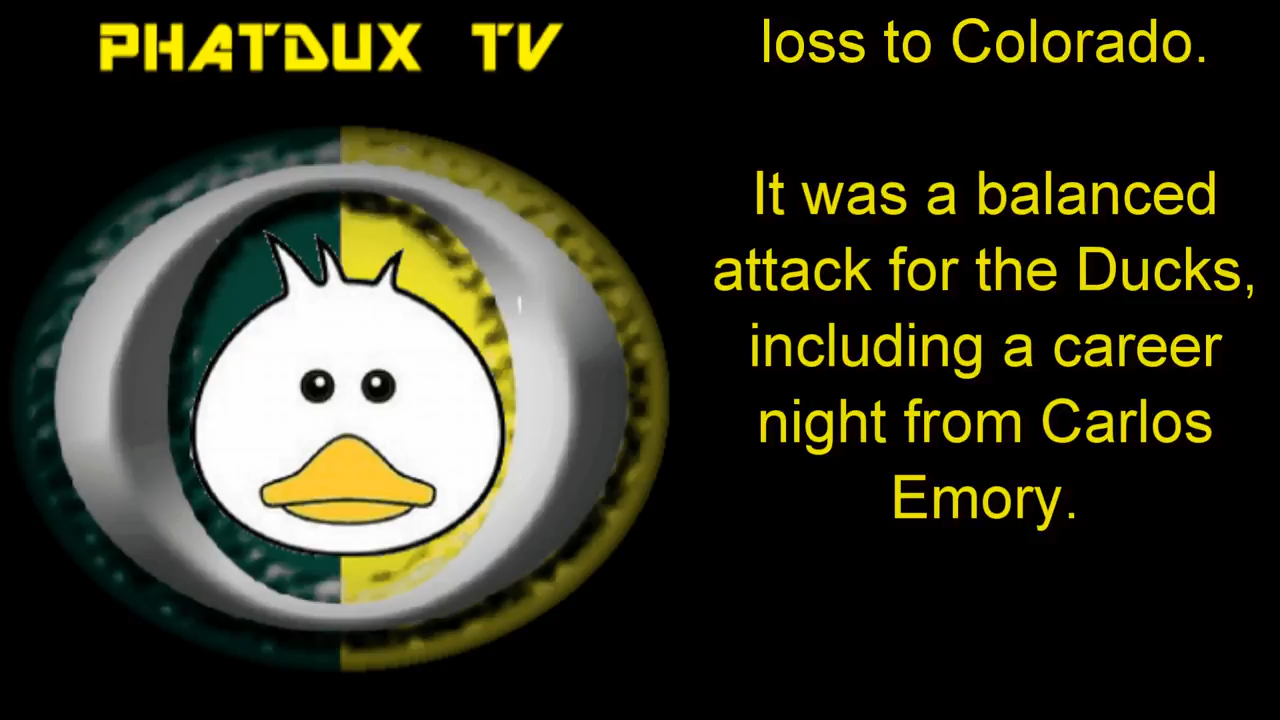 PHATDUX TV
loss to Colorado.
It was a balanced
attack for the Ducks,
including a career
night from Carlos
Emory.